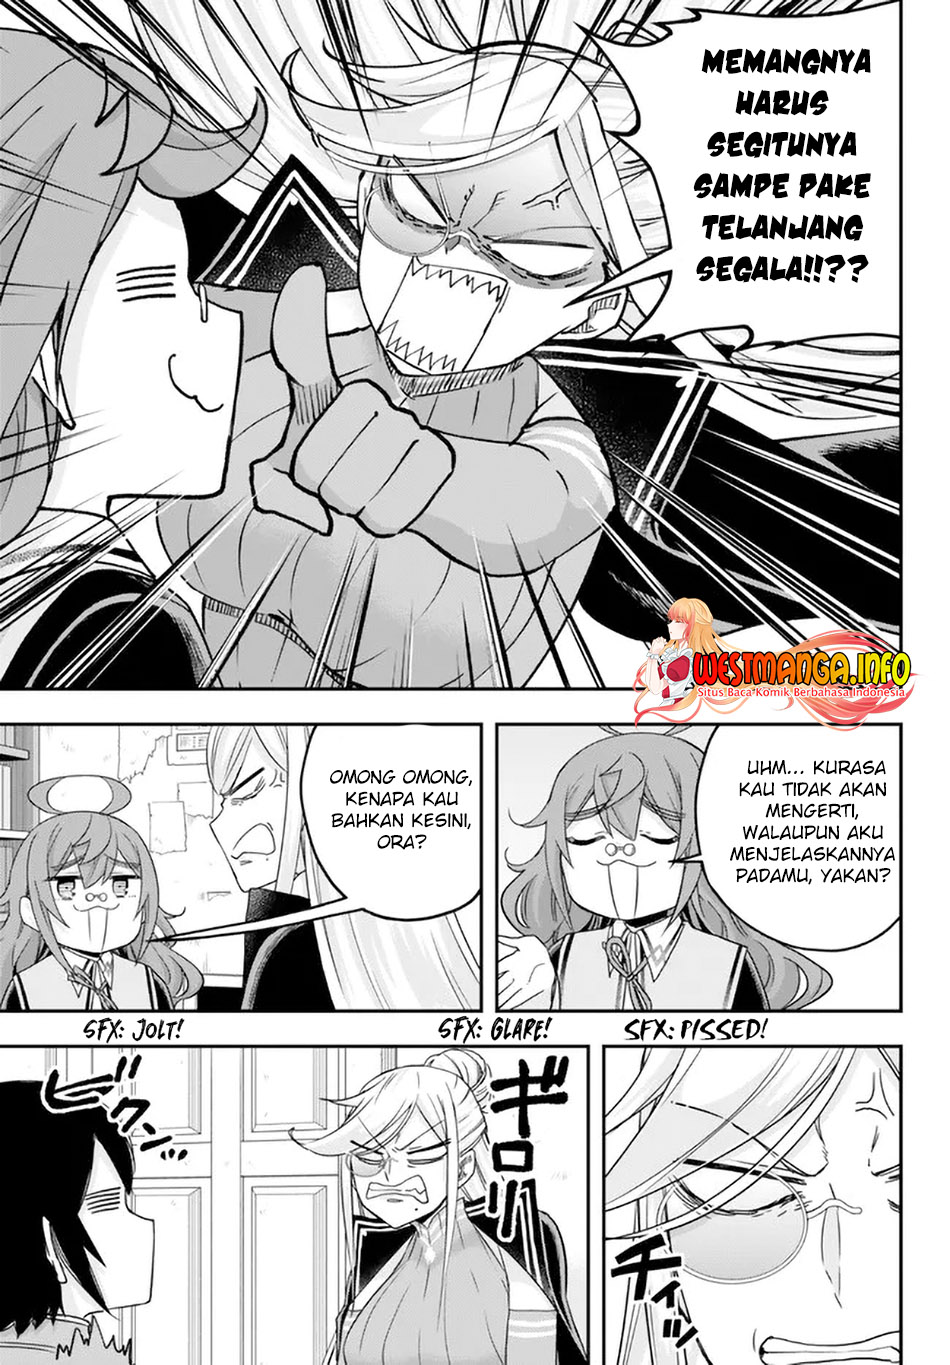 MEMANGNYA
HARUS
SEGITUNYA
SAMPE PAKE
TELANJANG
SEGALA!!??
WESTMANGA.INFO
Situs Baca Komik Berbahasa Indonesia
UHM... KURASA
KAU TIDAK AKAN
MENGERTI,
WALAUPUN AKU
MENJELASKANNYA
PADAMU, YAKAN?
OMONG OMONG,
KENAPA KAU
BAHKAN KESINI,
ORA?
SFX: PISSED!
チッ
SFX: GLARE!
ギロッ
SFX: JOLT!
ビクンッ